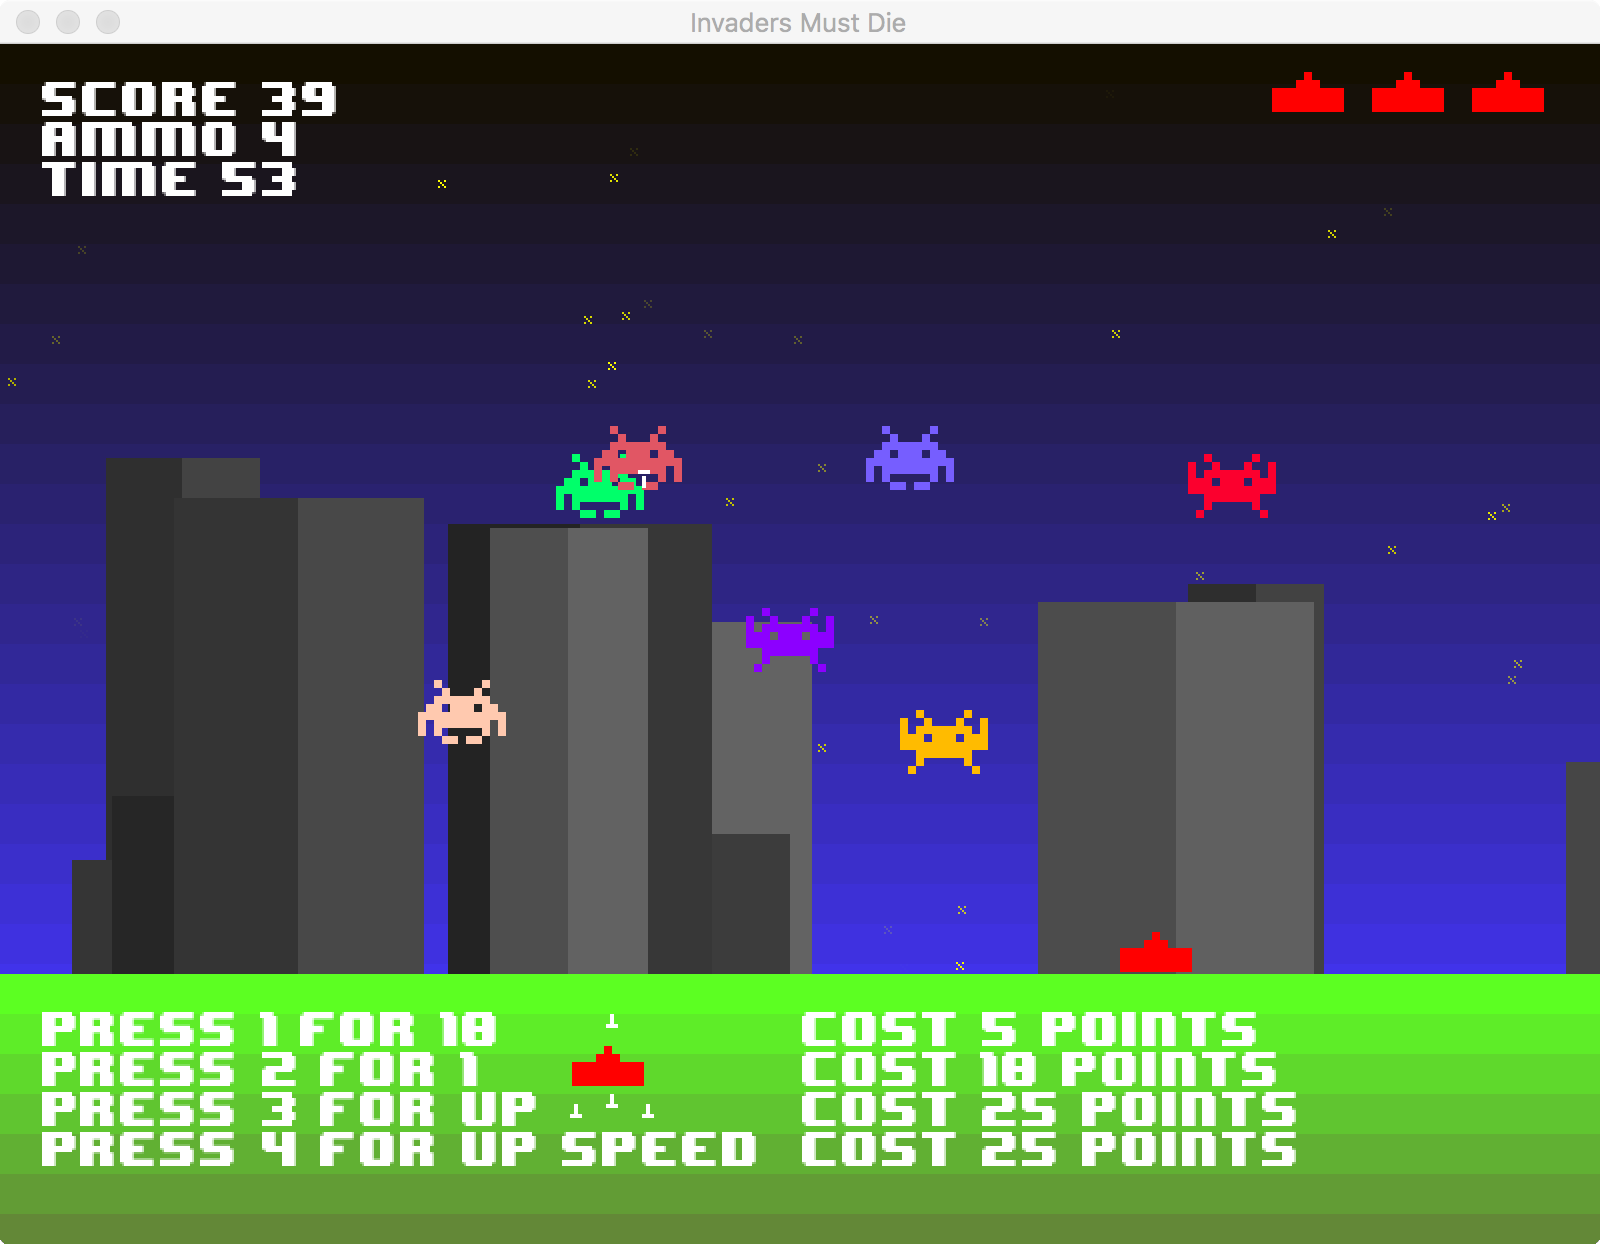 Invaders Must Die
SCORE 39
AMMO 4
TIME 53
PRESS 1 FOR 10 COST 5 POINTS
PRESS 2 FOR 1 COST 10 POINTS
PRESS 3 FOR UP COST 25 POINTS
PRESS 4 FOR UP SPEED COST 25 POINTS